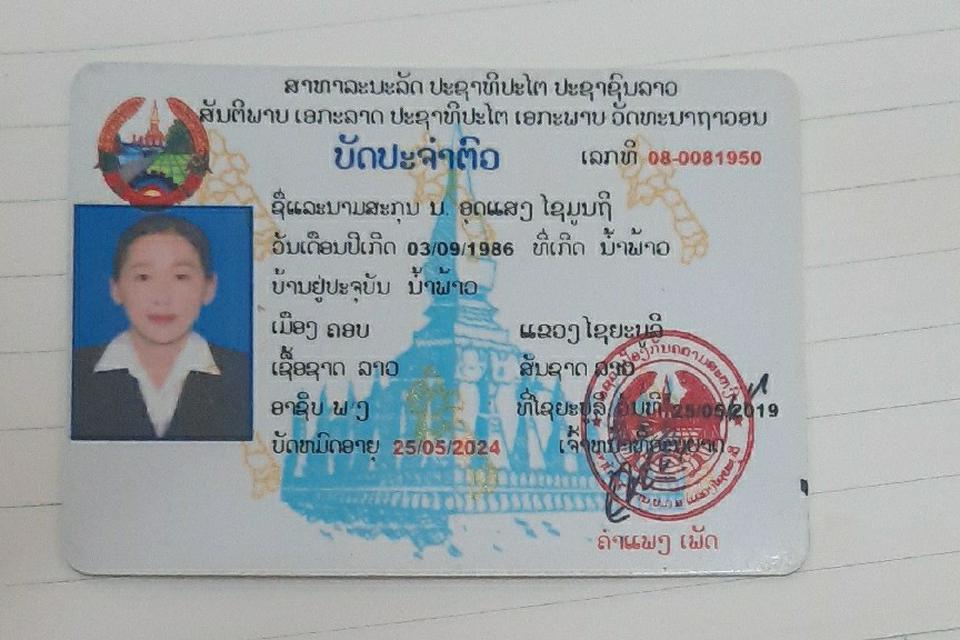 ສາທາລະນະລັດ ປະຊາທິປະໄຕ ປະຊາຊົນລາວ
ສັນຕິພາບ ເອກະລາດ ປະຊາທິປະໄຕ ເອກະພາບ ວັດທະນາຖາວອນ
ບັດປະຈຳຕົວ ເລກທີ 08-0081950
ຊື່ແລະນາມສະກຸນ ນ. ອຸດແສງ ໄຊມູນຖີ
ວັນເດືອນປີເກີດ 03/09/1986 ທີ່ເກີດ ນ້ຳພ້າວ
ບ້ານຢູ່ປະຈຸບັນ ນ້ຳພ້າວ
ເມືອງ ຄອບ ແຂວງ ໄຊຍະບູລີ
ເຊື້ອຊາດ ລາວ ສັນຊາດ ລາວ
ອາຊີບ ພ/ງ ທີ່ໄຊຍະບູລີ ວັນທີ 25/05/2019
ບັດຫມົດອາຍຸ 25/05/2024 ເຈົ້າຫນ້າທີ່ອະນຸຍາດ
ຄຳແພງ ເພັດ